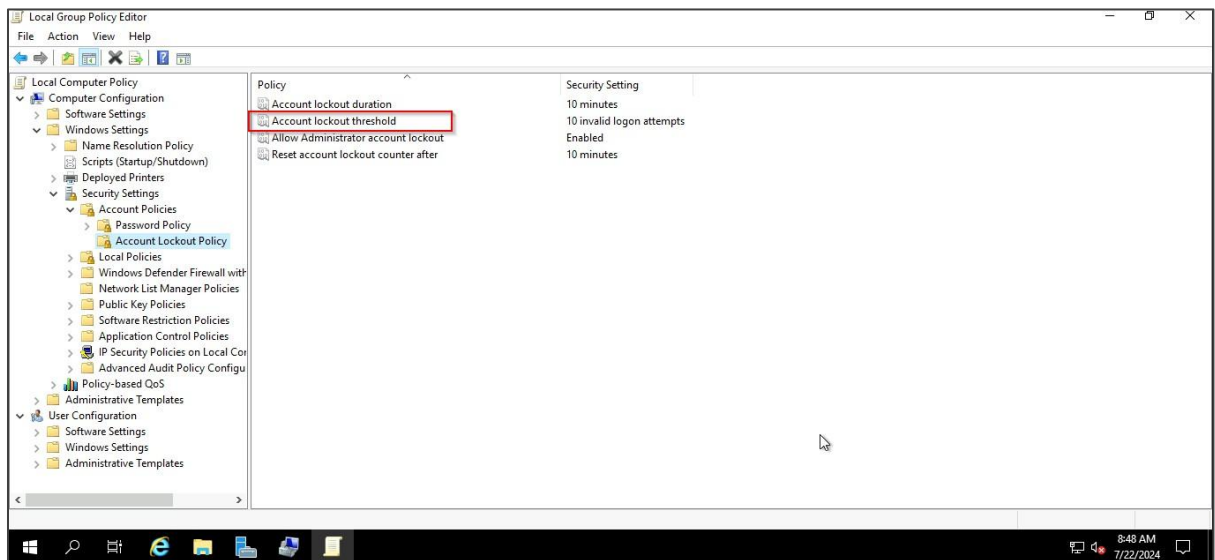 Local Group Policy Editor
File Action View Help
Local Computer Policy
Computer Configuration
Software Settings
Windows Settings
Name Resolution Policy
Scripts (Startup/Shutdown)
Deployed Printers
Security Settings
Account Policies
Password Policy
Account Lockout Policy
Local Policies
Windows Defender Firewall with
Network List Manager Policies
Public Key Policies
Software Restriction Policies
Application Control Policies
IP Security Policies on Local Cor
Advanced Audit Policy Configu
Policy-based QoS
Administrative Templates
User Configuration
Software Settings
Windows Settings
Administrative Templates
Policy Security Setting
Account lockout duration 10 minutes
Account lockout threshold 10 invalid logon attempts
Allow Administrator account lockout Enabled
Reset account lockout counter after 10 minutes
8:48 AM
7/22/2024